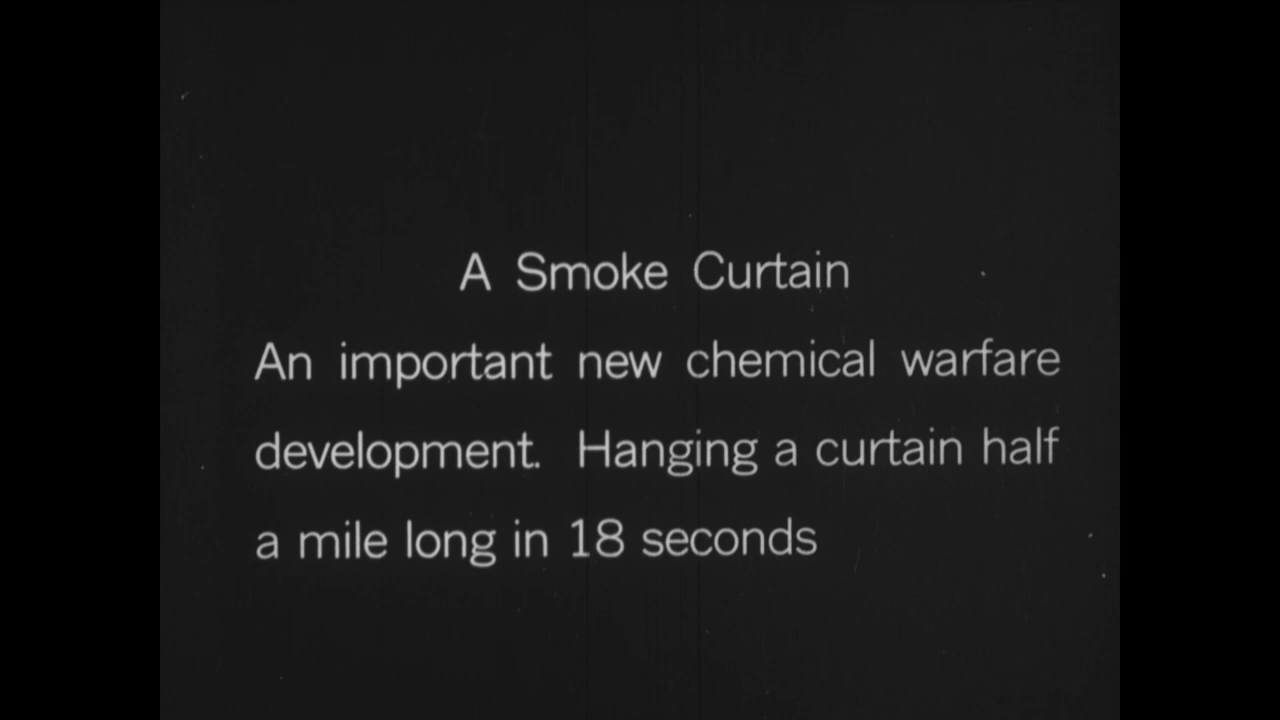 A Smoke Curtain
An important new chemical warfare
development. Hanging a curtain half
a mile long in 18 seconds